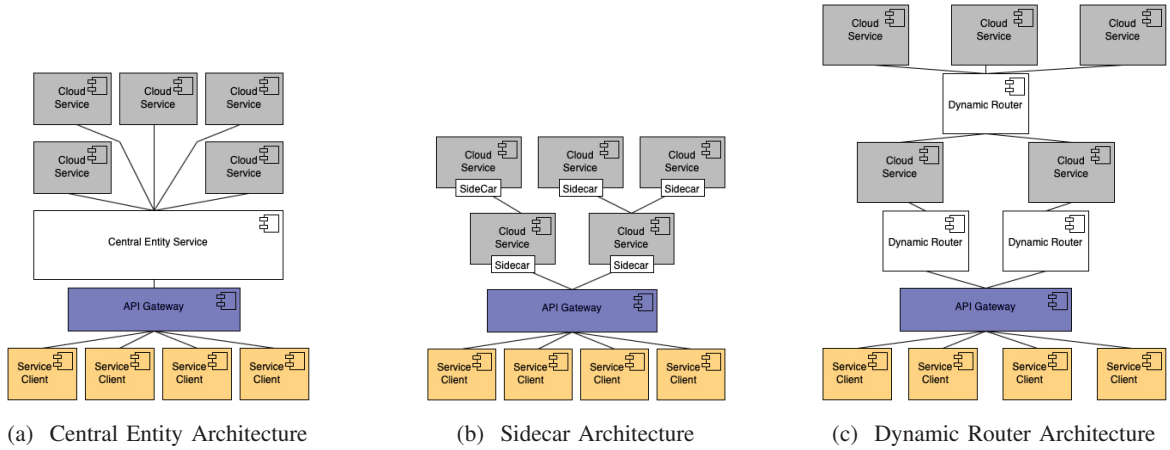 Cloud
Service
Cloud
Service
Cloud
Service
Cloud
Service
Cloud
Service
Central Entity Service
API Gateway
Service
Client
Service
Client
Service
Client
Service
Client
(a) Central Entity Architecture
Cloud
Service
SideCar
Cloud
Service
Sidecar
Cloud
Service
Sidecar
Cloud
Service
Sidecar
Cloud
Service
Sidecar
API Gateway
Service
Client
Service
Client
Service
Client
Service
Client
(b) Sidecar Architecture
Cloud
Service
Cloud
Service
Cloud
Service
Dynamic Router
Cloud
Service
Cloud
Service
Dynamic Router
Dynamic Router
API Gateway
Service
Client
Service
Client
Service
Client
Service
Client
(c) Dynamic Router Architecture